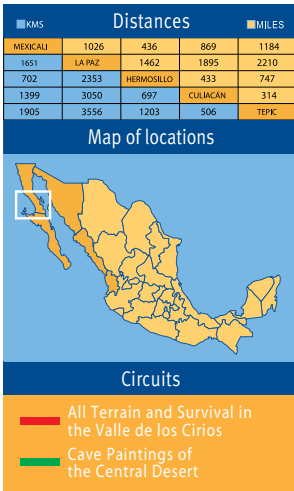 Distances
KMS
MILES
MEXICALI 1026 436 869 1184
1651 LA PAZ 1462 1895 2210
702 2353 HERMOSILLO 433 747
1399 3050 697 CULIACÁN 314
1905 3556 1203 506 TEPIC
Map of locations
Circuits
All Terrain and Survival in
the Valle de los Cirios
Cave Paintings of
the Central Desert